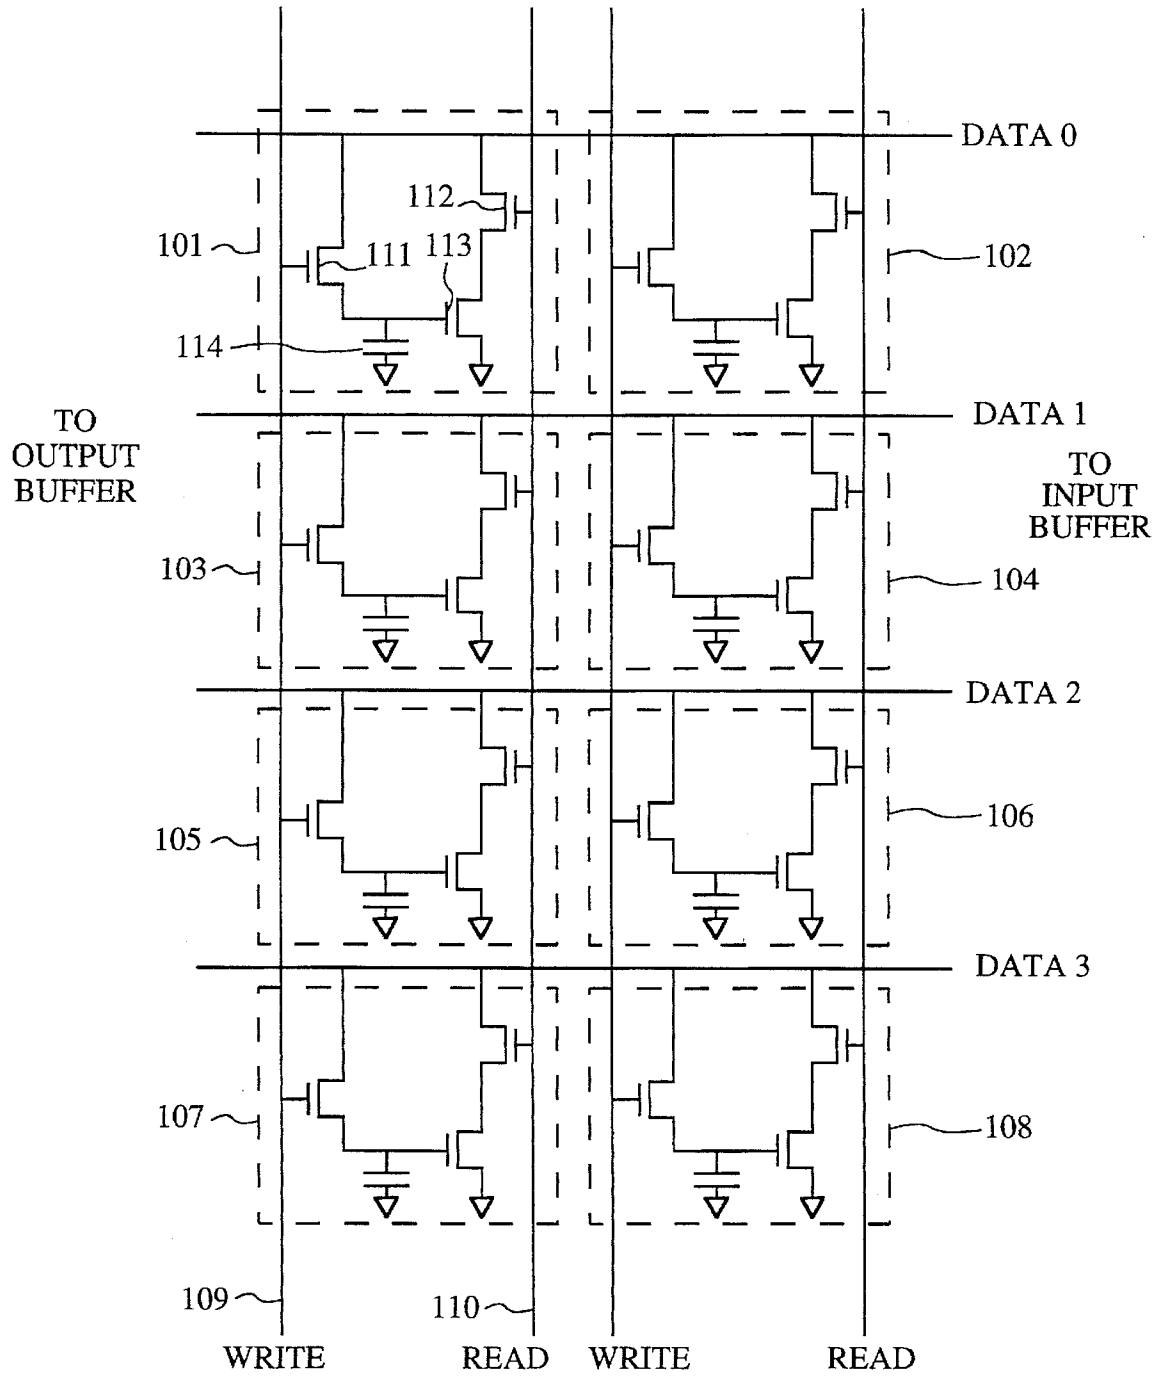 DATA 0
112
101
111
113
102
114
DATA 1
TO
OUTPUT
BUFFER
TO
INPUT
BUFFER
103
104
DATA 2
105
106
DATA 3
107
108
109
110
WRITE
READ
WRITE
READ